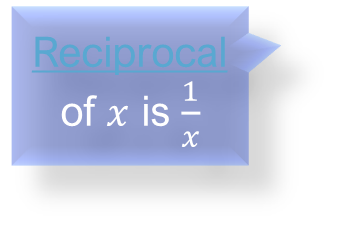 Reciprocal
of x is 1/x